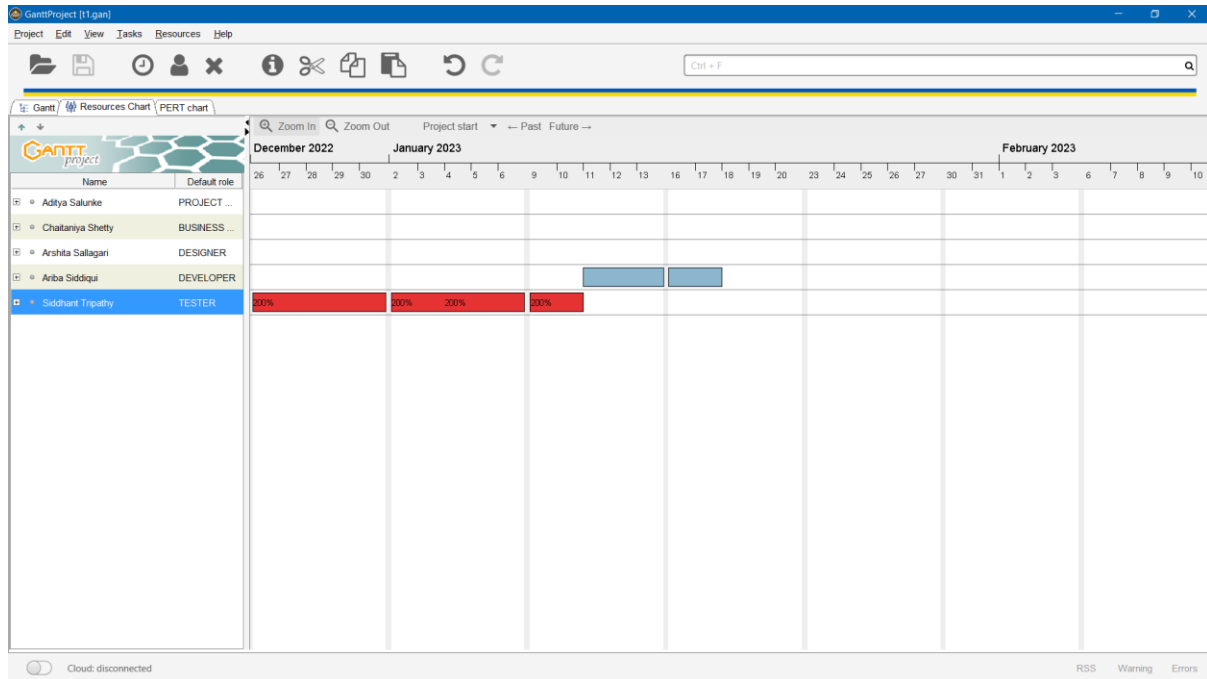 GanttProject [t1.gan]
Project Edit View Tasks Resources Help
Ctrl + F
Gantt Resources Chart PERT chart
Zoom In Zoom Out Project start ← Past Future →
GANTT project
December 2022 January 2023 February 2023
Name Default role
26 27 28 29 30 2 3 4 5 6 9 10 11 12 13 16 17 18 19 20 23 24 25 26 27 30 31 1 2 3 6 7 8 9 10
Aditya Salunke PROJECT ...
Chaitaniya Shetty BUSINESS ...
Arshita Sallagari DESIGNER
Ariba Siddiqui DEVELOPER
Siddhant Tripathy TESTER 200% 200% 200% 200%
Cloud: disconnected RSS Warning Errors